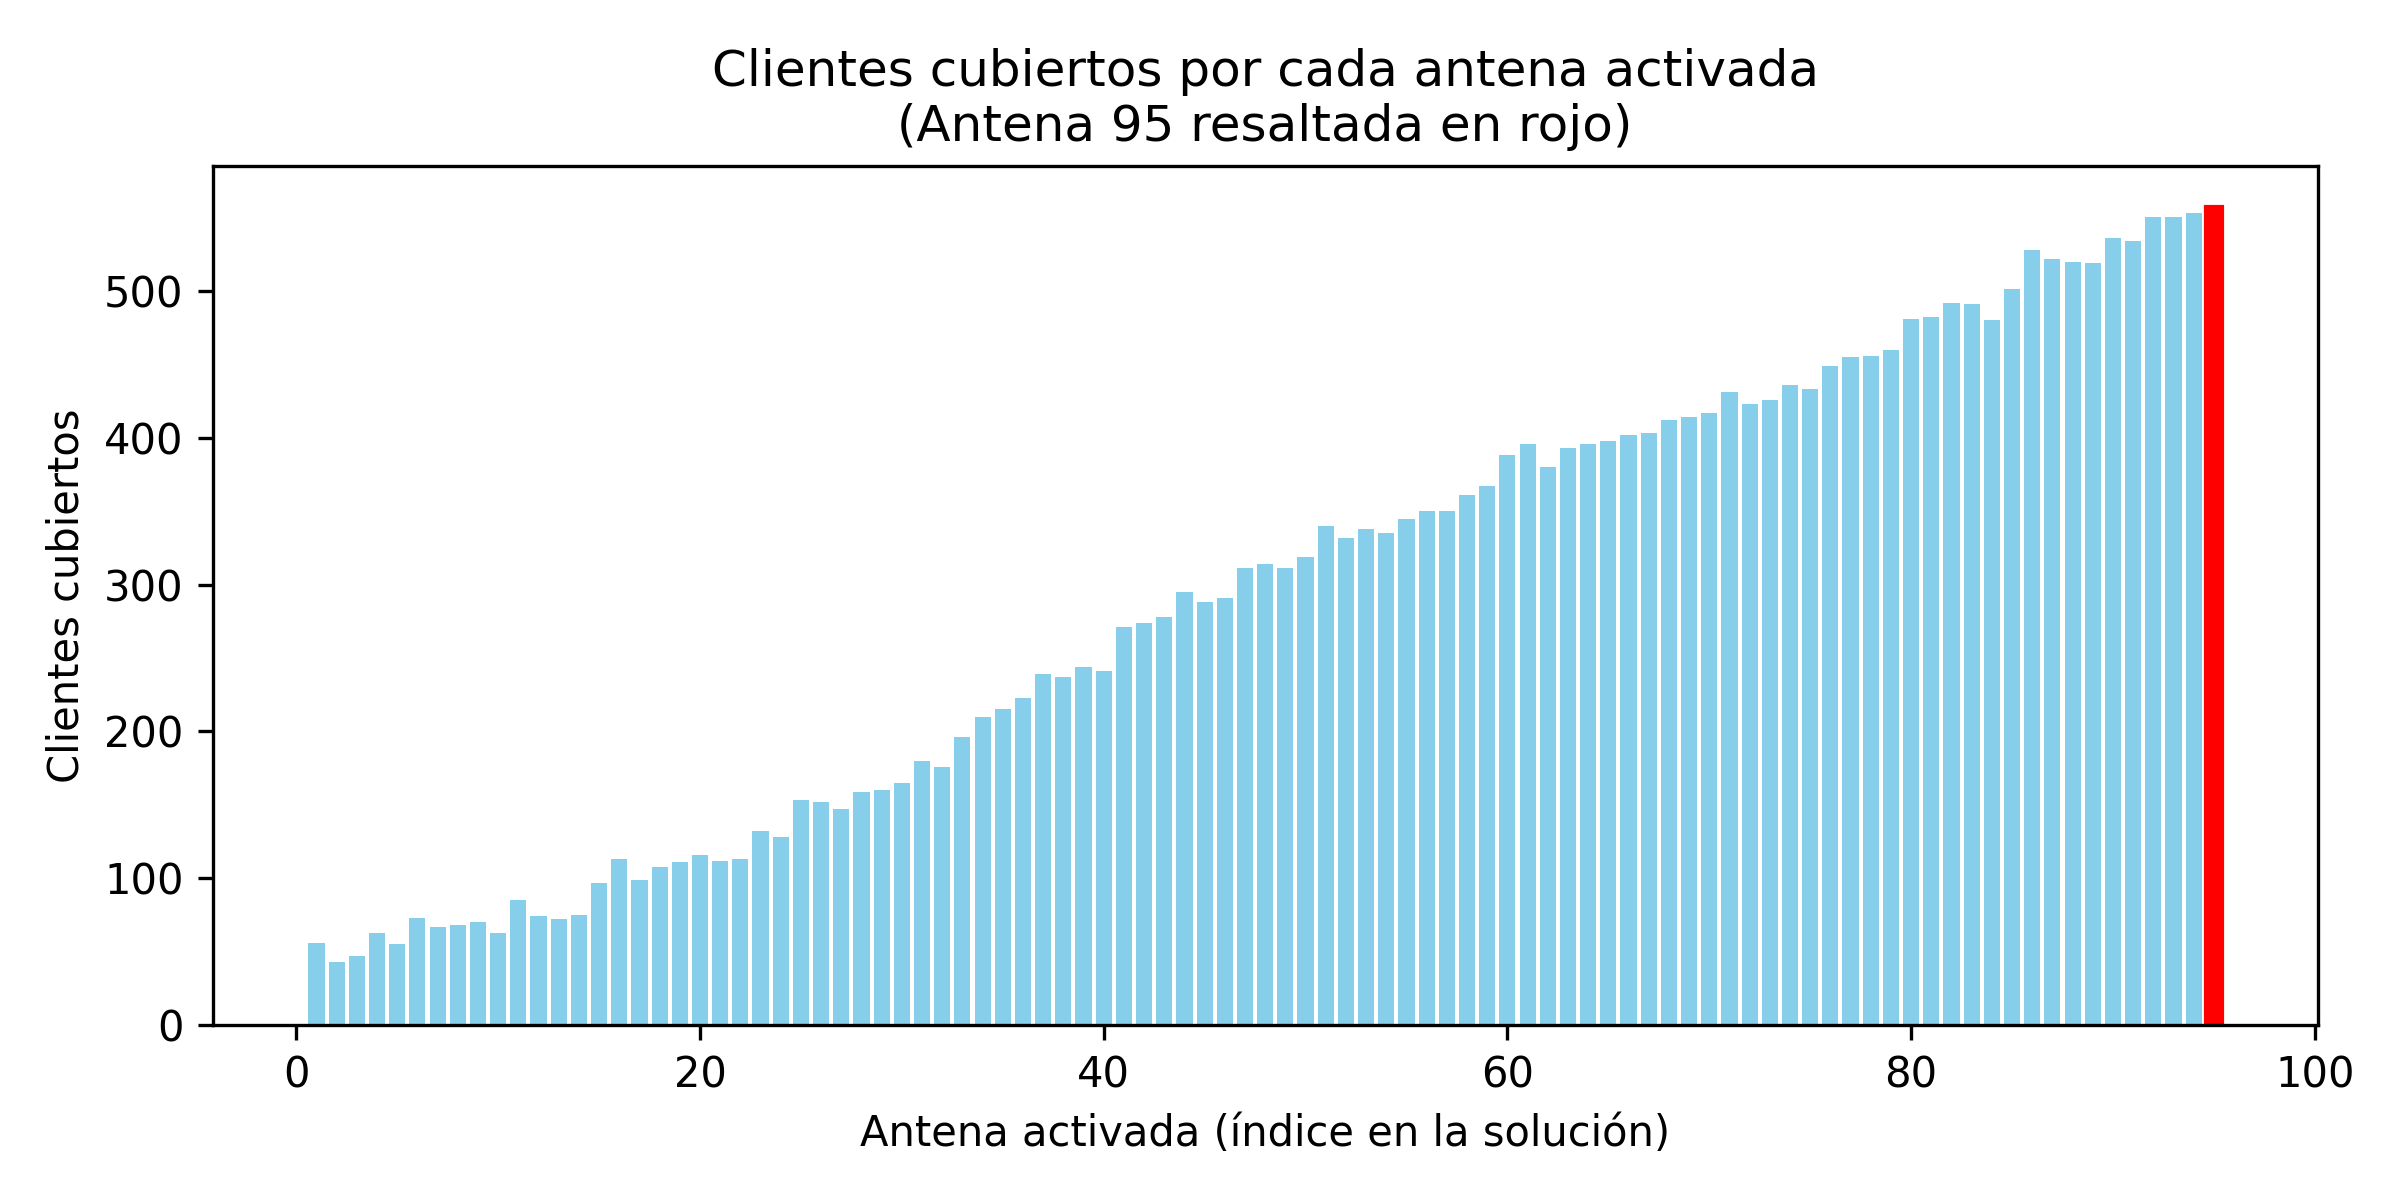 Clientes cubiertos por cada antena activada
(Antena 95 resaltada en rojo)
Clientes cubiertos
500
400
300
200
100
0
0 20 40 60 80 100
Antena activada (índice en la solución)